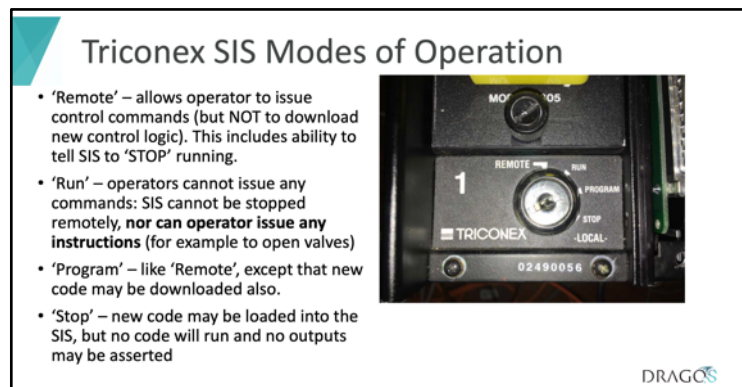 Triconex SIS Modes of Operation
• ‘Remote’ – allows operator to issue
control commands (but NOT to download
new control logic). This includes ability to
tell SIS to ‘STOP’ running.
• ‘Run’ – operators cannot issue any
commands: SIS cannot be stopped
remotely, nor can operator issue any
instructions (for example to open valves)
• ‘Program’ – like ‘Remote’, except that new
code may be downloaded also.
• ‘Stop’ – new code may be loaded into the
SIS, but no code will run and no outputs
may be asserted
REMOTE
RUN
1
PROGRAM
STOP
TRICONEX
-LOCAL-
02490056
DRAGOS